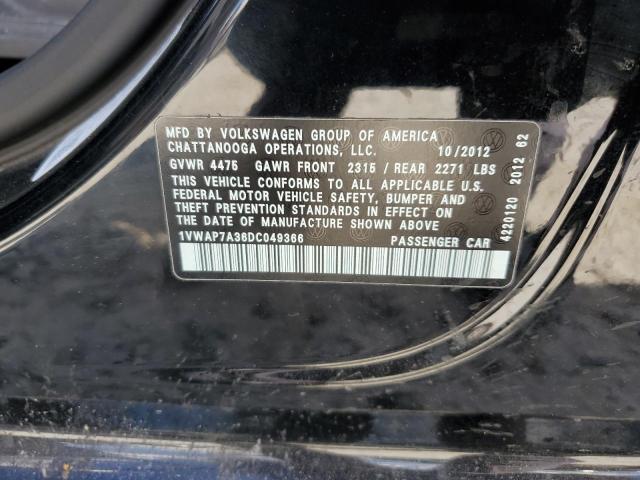 MFD BY VOLKSWAGEN GROUP OF AMERICA
CHATTANOOGA OPERATIONS, LLC. 10/2012
GVWR 4475 GAWR FRONT 2315 / REAR 2271 LBS
THIS VEHICLE CONFORMS TO ALL APPLICABLE U.S.
FEDERAL MOTOR VEHICLE SAFETY, BUMPER AND
THEFT PREVENTION STANDARDS IN EFFECT ON
THE DATE OF MANUFACTURE SHOWN ABOVE
1VWAP7A36DC049366 PASSENGER CAR
4220120 2012 62